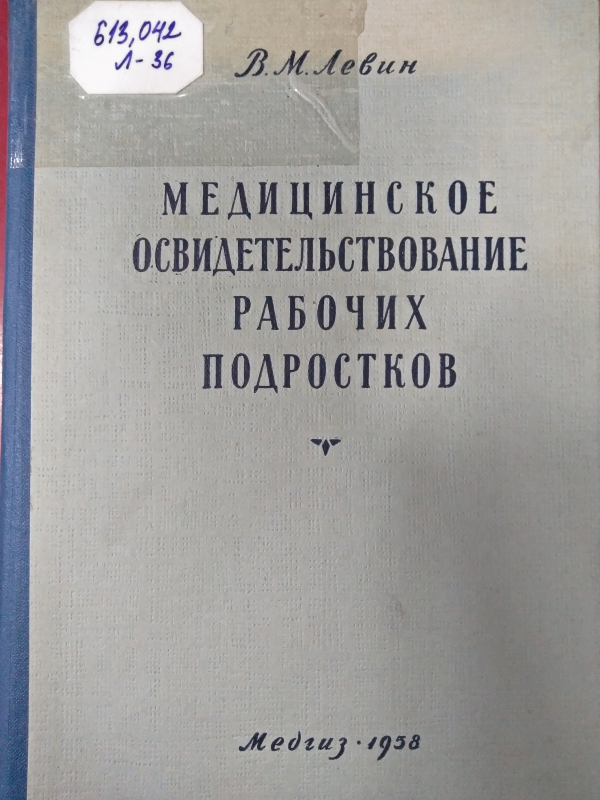 613,042
Л-36
В.М.Левин
МЕДИЦИНСКОЕ
ОСВИДЕТЕЛЬСТВОВАНИЕ
РАБОЧИХ
ПОДРОСТКОВ
Медгиз · 1958